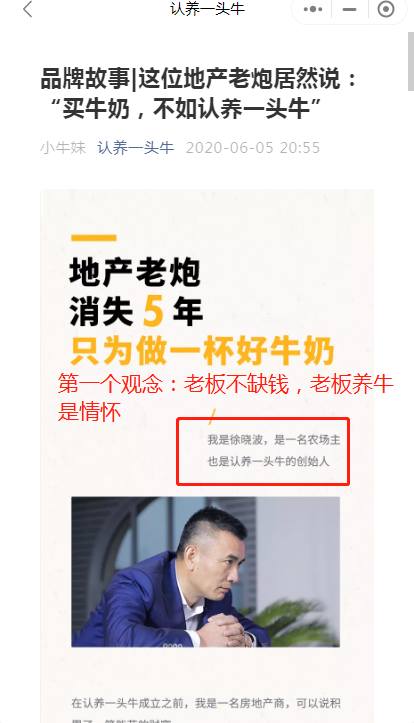 认养一头牛
品牌故事|这位地产老炮居然说：
“买牛奶，不如认养一头牛”
小牛妹 认养一头牛 2020-06-05 20:55
地产老炮
消失5年
只为做一杯好牛奶
第一个观念：老板不缺钱，老板养牛
是情怀
我是徐晓波，是一名农场主
也是认养一头牛的创始人
在认养一头牛成立之前，我是一名房地产商，可以说积